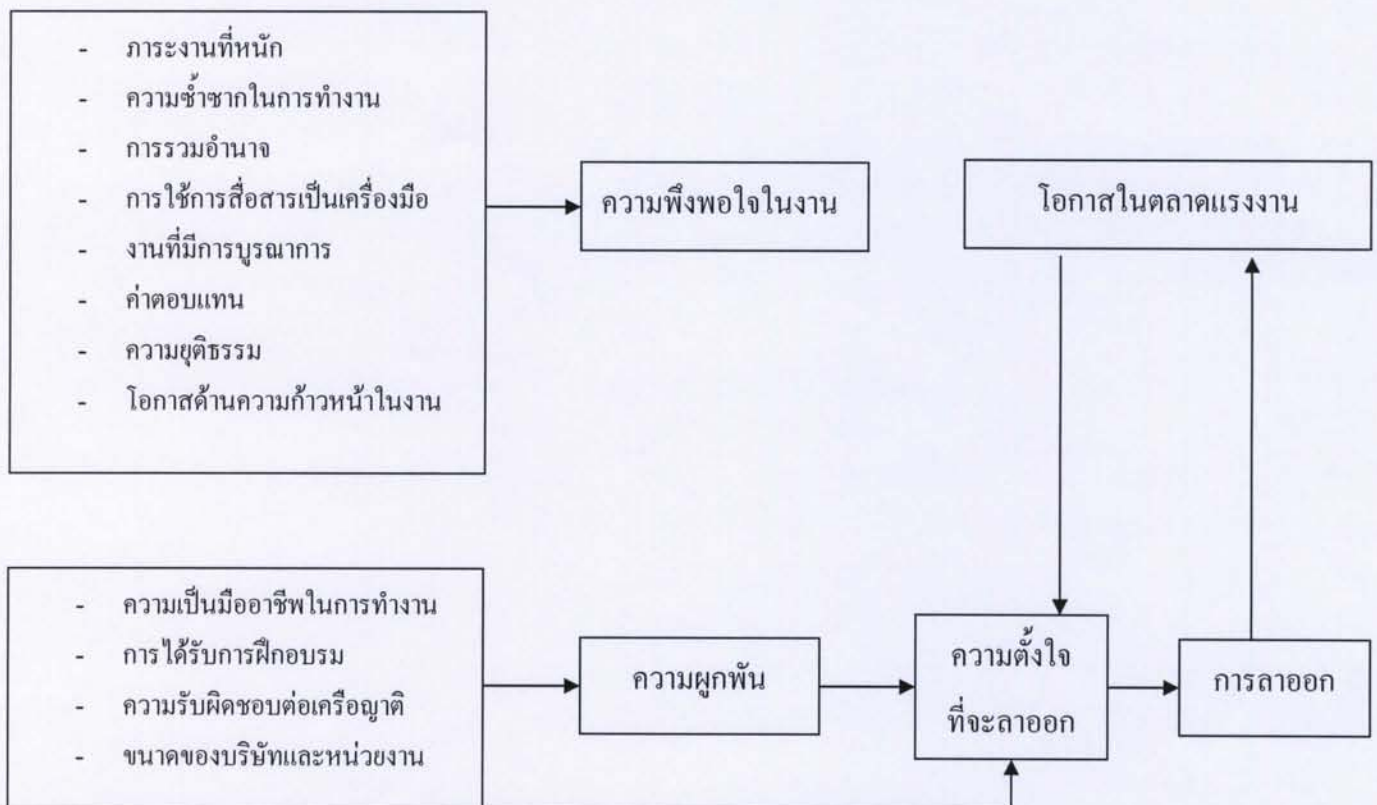 - ภาระงานที่หนัก
- ความซ้ำซากในการทำงาน
- การรวมอำนาจ
- การใช้การสื่อสารเป็นเครื่องมือ
- งานที่มีการบูรณาการ
- ค่าตอบแทน
- ความยุติธรรม
- โอกาสด้านความก้าวหน้าในงาน
ความพึงพอใจในงาน
โอกาสในตลาดแรงงาน
- ความเป็นมืออาชีพในการทำงาน
- การได้รับการฝึกอบรม
- ความรับผิดชอบต่อเครือญาติ
- ขนาดของบริษัทและหน่วยงาน
ความผูกพัน
ความตั้งใจ
ที่จะลาออก
การลาออก